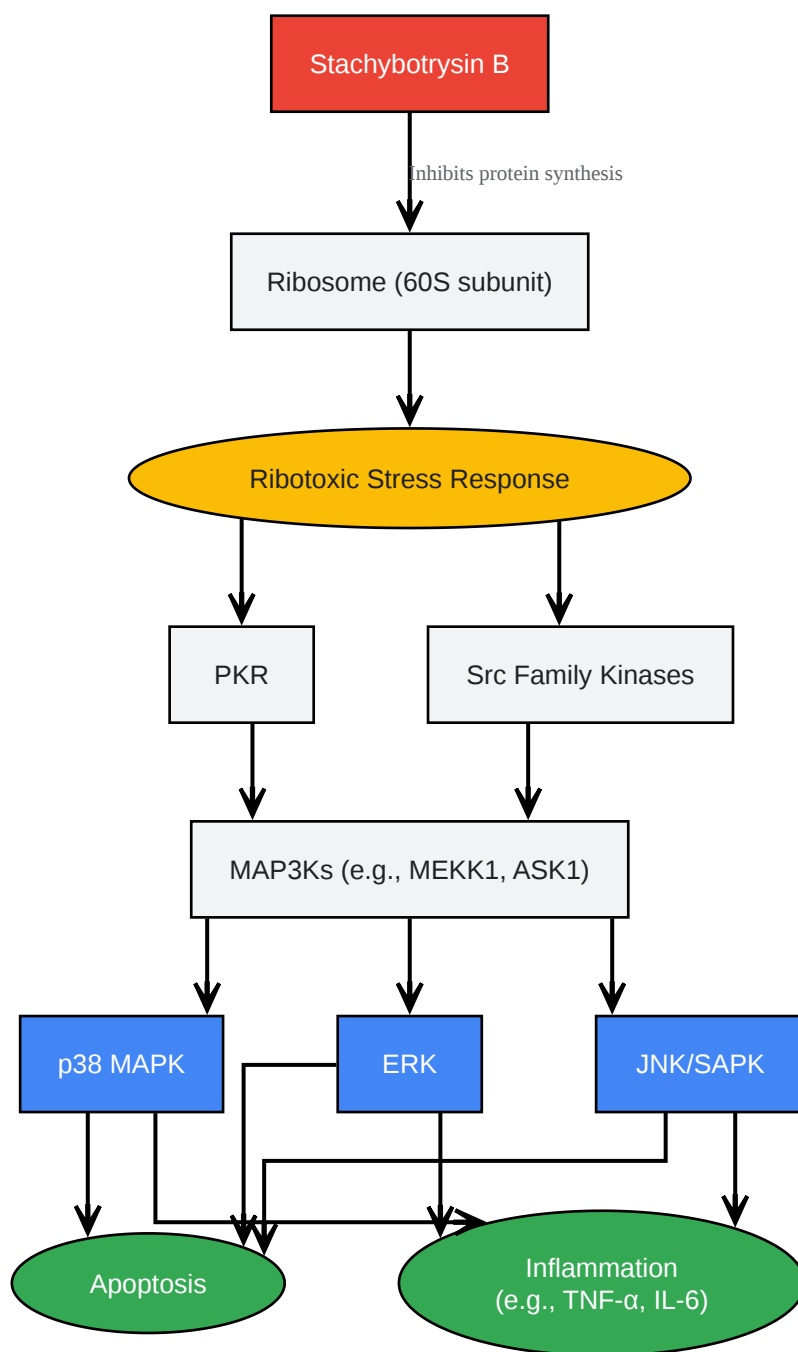 Stachybotrysin B
Inhibits protein synthesis
Ribosome (60S subunit)
Ribotoxic Stress Response
PKR
Src Family Kinases
MAP3Ks (e.g., MEKK1, ASK1)
p38 MAPK
ERK
JNK/SAPK
Apoptosis
Inflammation
(e.g., TNF-α, IL-6)